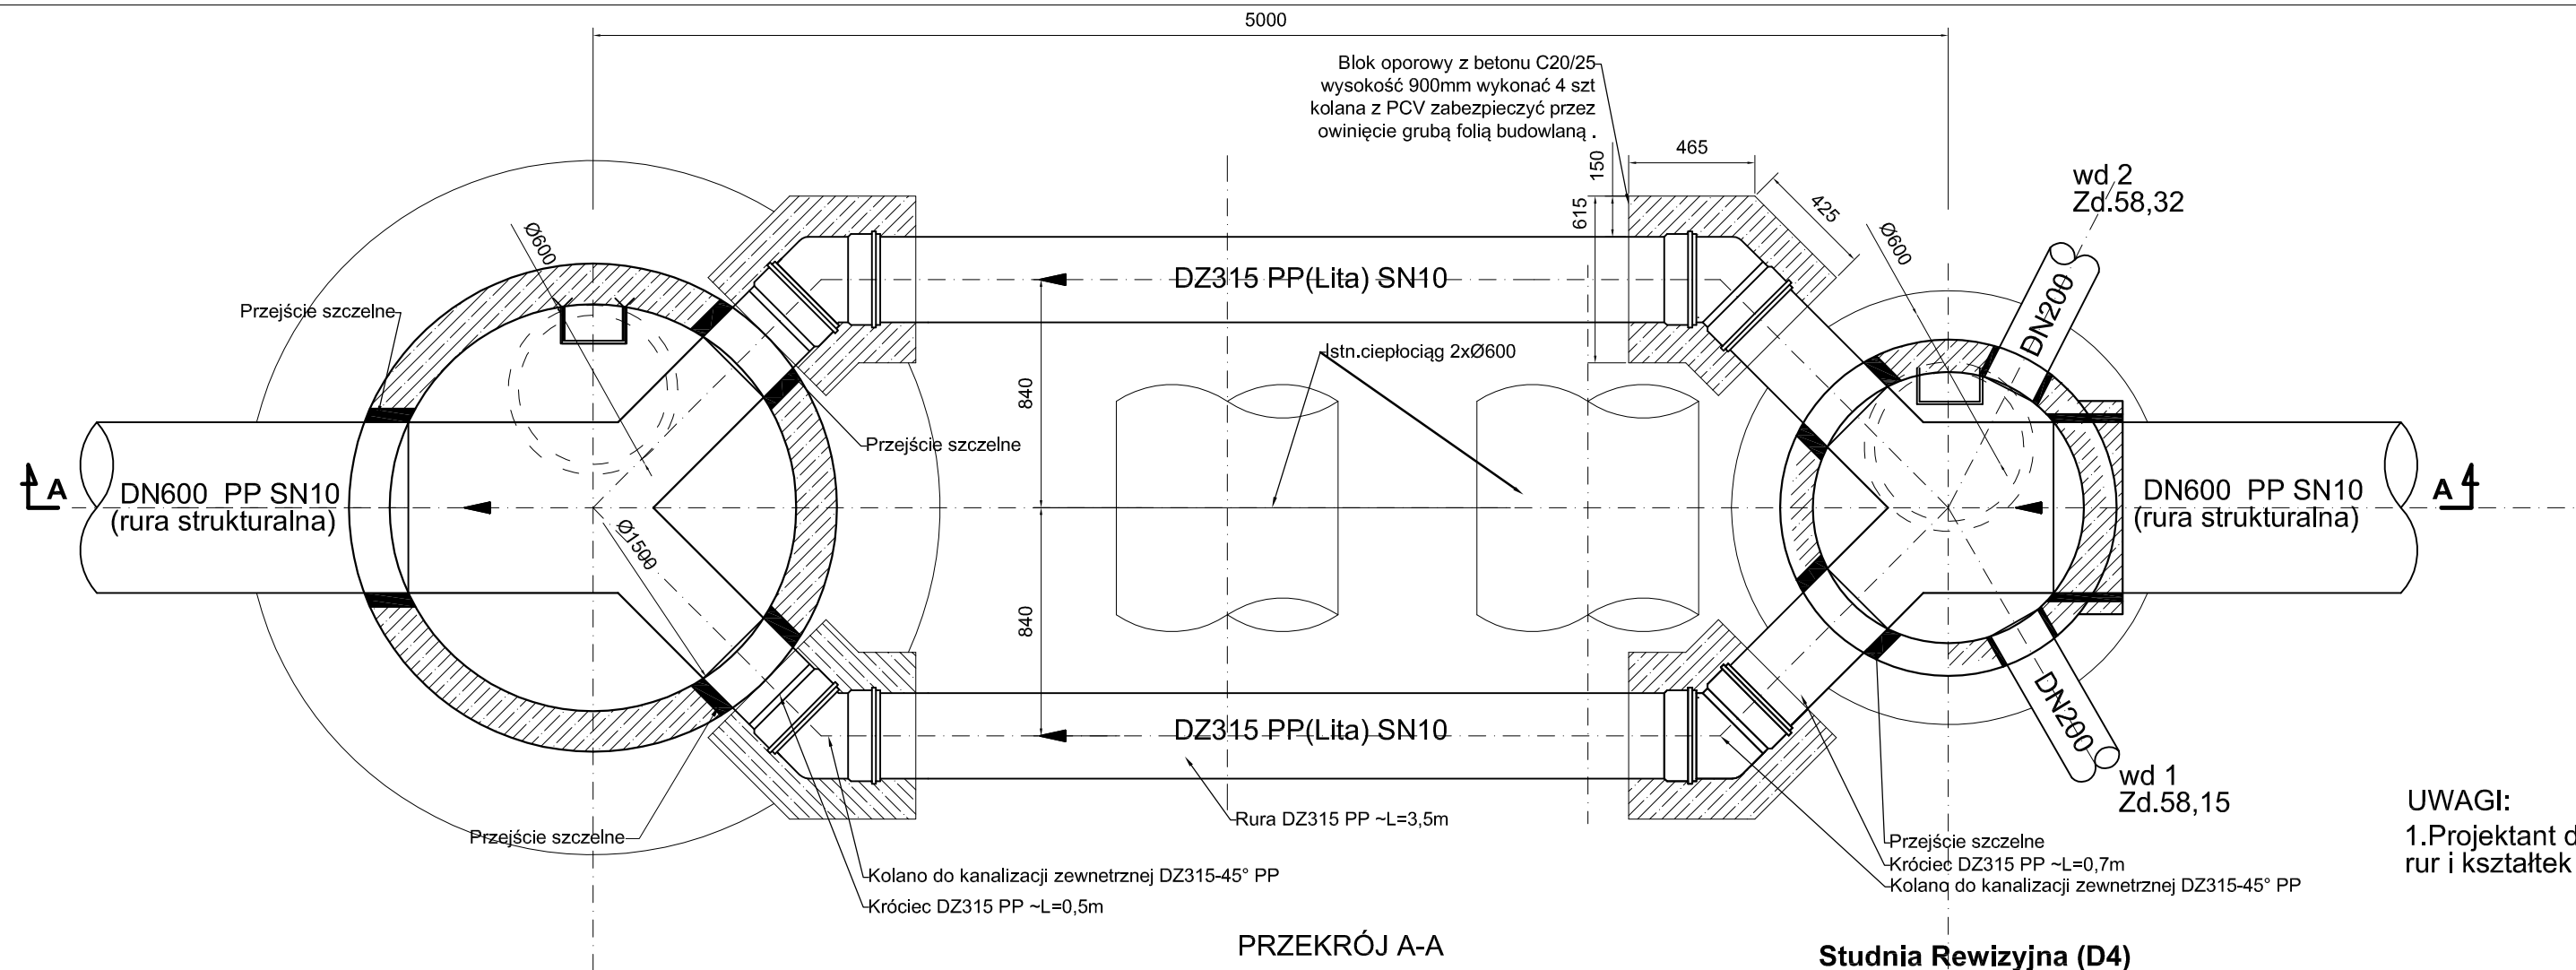 5000
Blok oporowy z betonu C20/25
wysokość 900mm wykonać 4 szt
kolana z PCV zabezpieczyć przez
owinięcie grubą folią budowlaną .
465
150
615
425
Ø600
Ø600
wd 2
Zd.58,32
DN200
Przejście szczelne
DZ315 PP(Lita) SN10
Istn.ciepłociąg 2xØ600
840
Przejście szczelne
A
DN600 PP SN10
(rura strukturalna)
DN600 PP SN10
(rura strukturalna)
A
Ø1500
840
DZ315 PP(Lita) SN10
DN200
wd 1
Zd.58,15
UWAGI:
1.Projektant d
rur i kształtek
Rura DZ315 PP ~L=3,5m
Przejście szczelne
Przejście szczelne
Króciec DZ315 PP ~L=0,7m
Kolano do kanalizacji zewnetrznej DZ315-45° PP
Kolano do kanalizacji zewnetrznej DZ315-45° PP
Króciec DZ315 PP ~L=0,5m
PRZEKRÓJ A-A
Studnia Rewizyjna (D4)